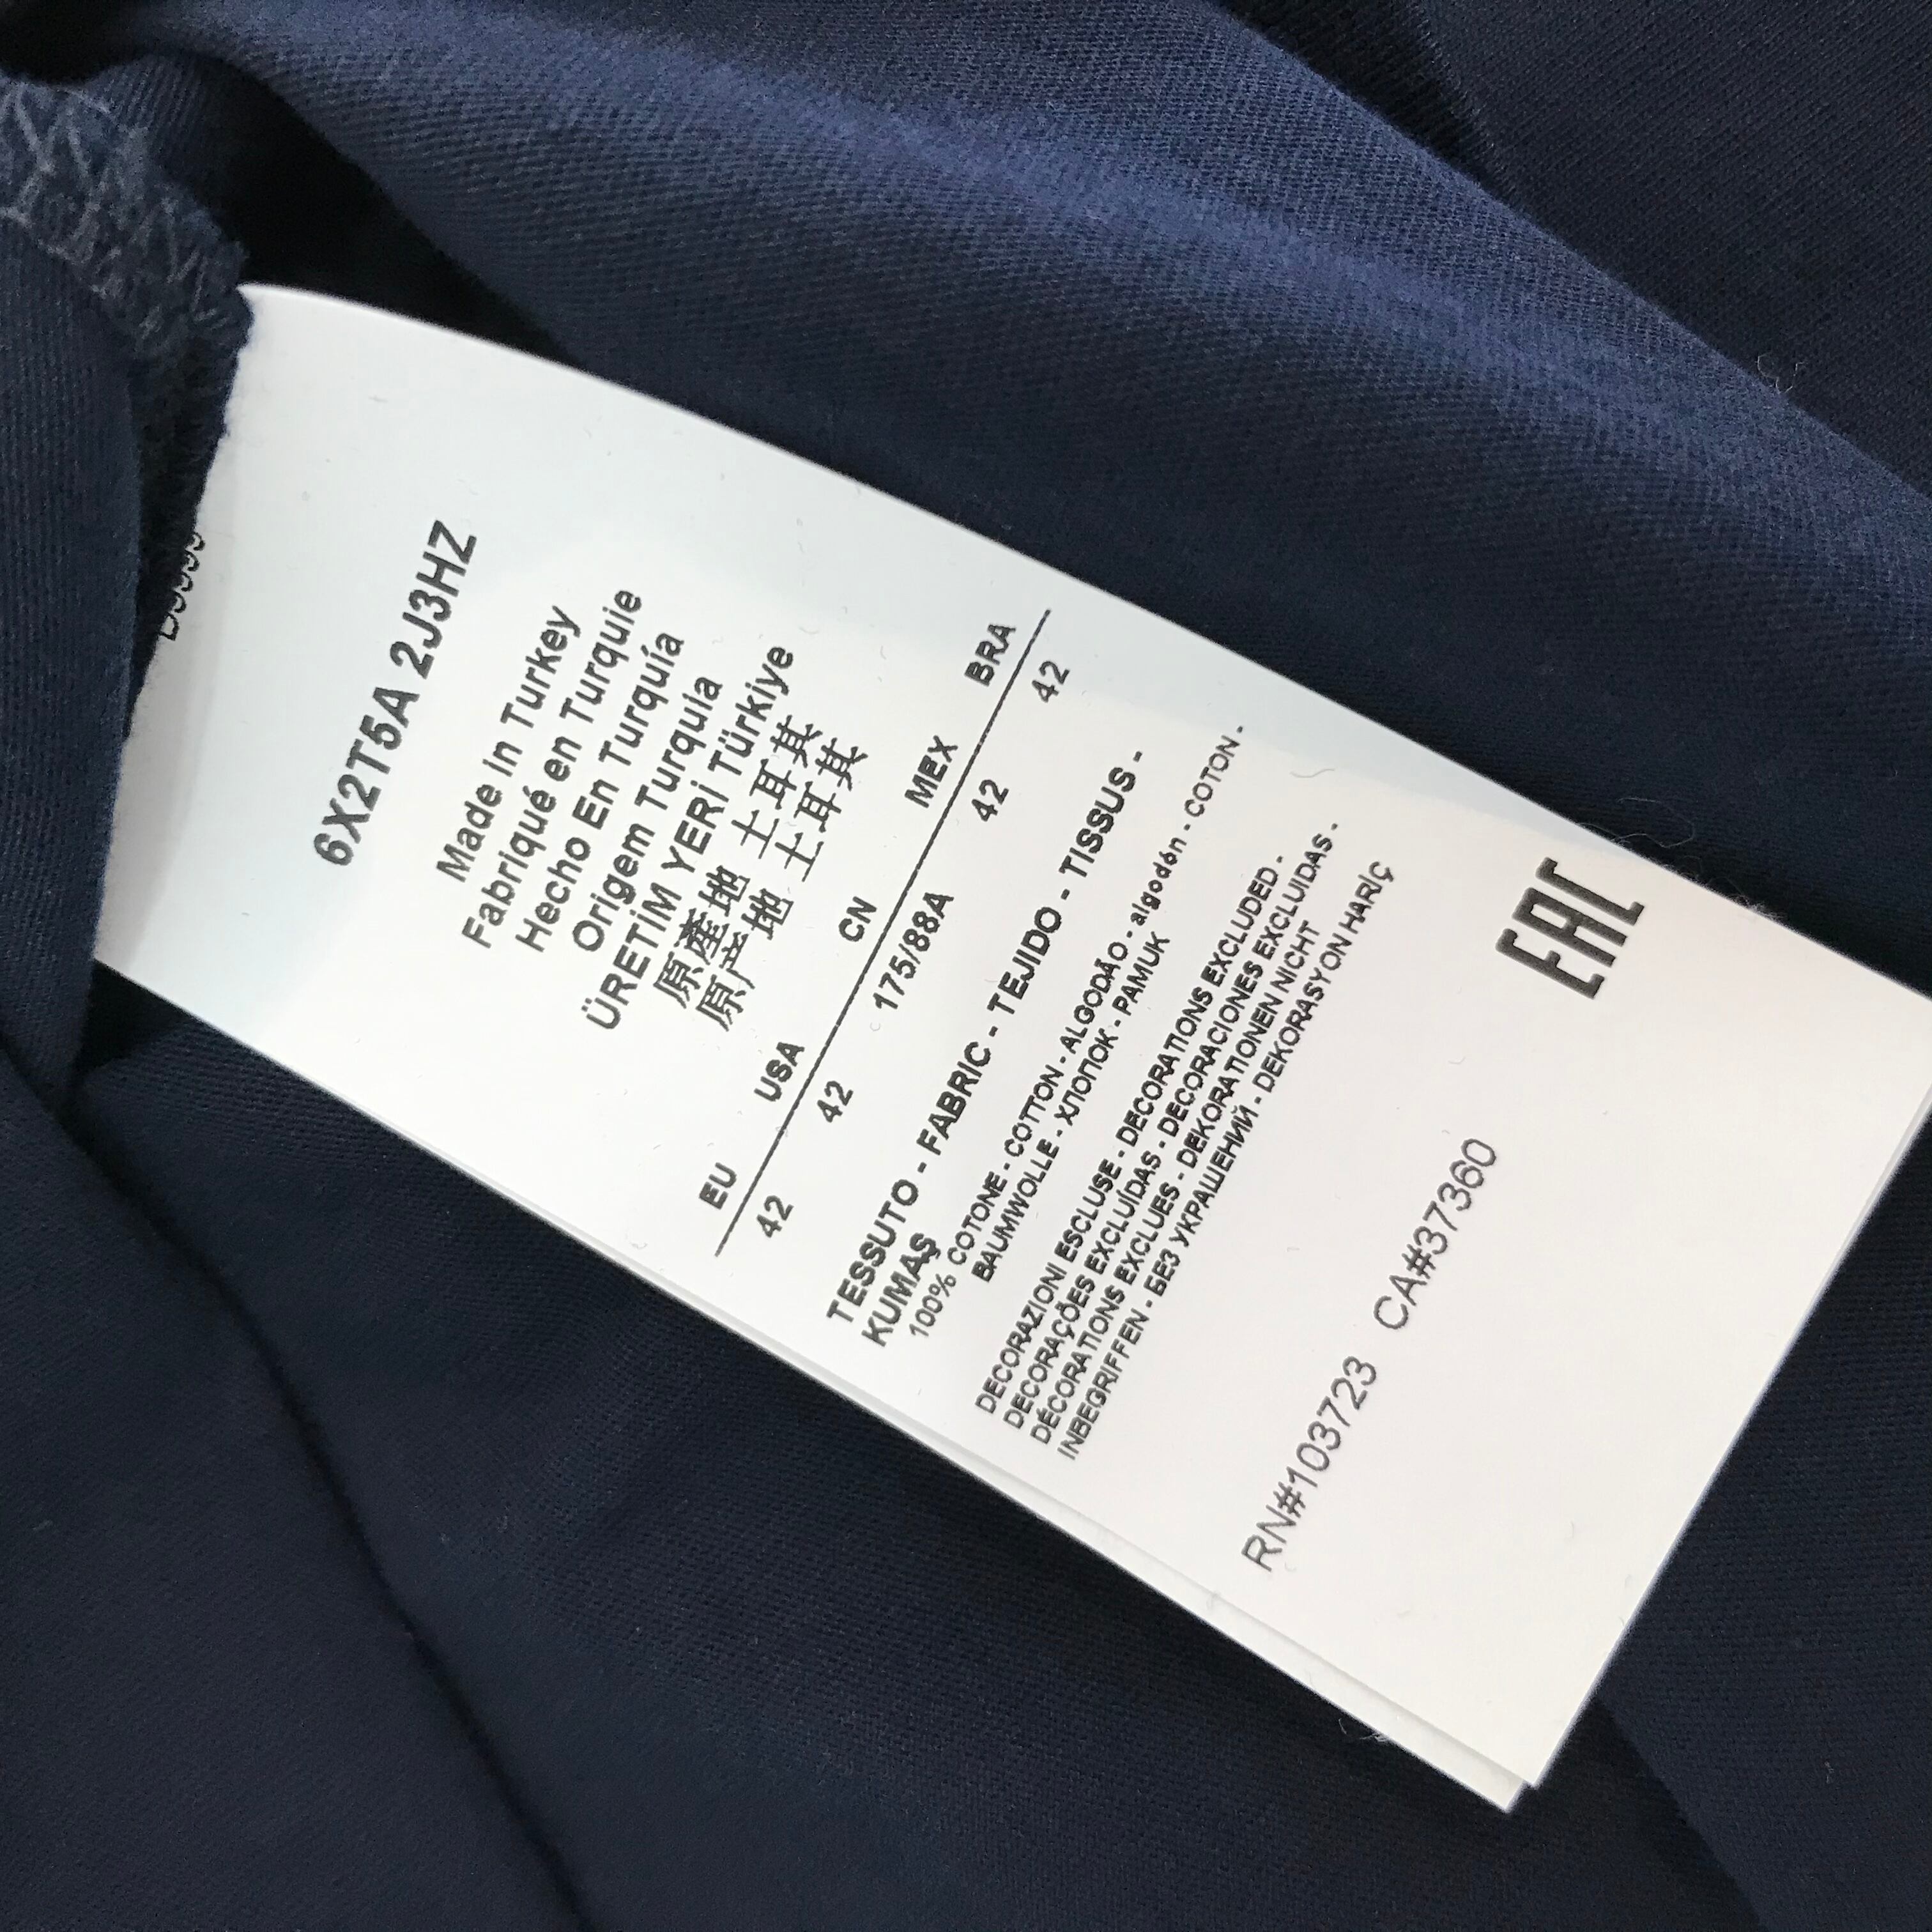 6X2T5A 2J3HZ
Made In Turkey
Fabriqué en Turquie
Hecho En Turquía
Origem Turquia
ÜRETİM YERİ Türkiye
原產地 土耳其
原产地 土耳其
EU USA CN MEX BRA
42 42 175/88A 42 42
TESSUTO - FABRIC - TEJIDO - TISSUS -
KUMAŞ
100% COTONE - COTTON - ALGODÃO - algodón - COTON -
BAUMWOLLE - ХЛОПОК - PAMUK
DECORAZIONI ESCLUSE - DECORATIONS EXCLUDED -
DECORAÇÕES EXCLUÍDAS - DECORACIONES EXCLUIDAS -
DÉCORATIONS EXCLUES - DEKORATIONEN NICHT
INBEGRIFFEN - БЕЗ УКРАШЕНИЙ - DEKORASYON HARİÇ
EAC
RN#103723 CA#37360